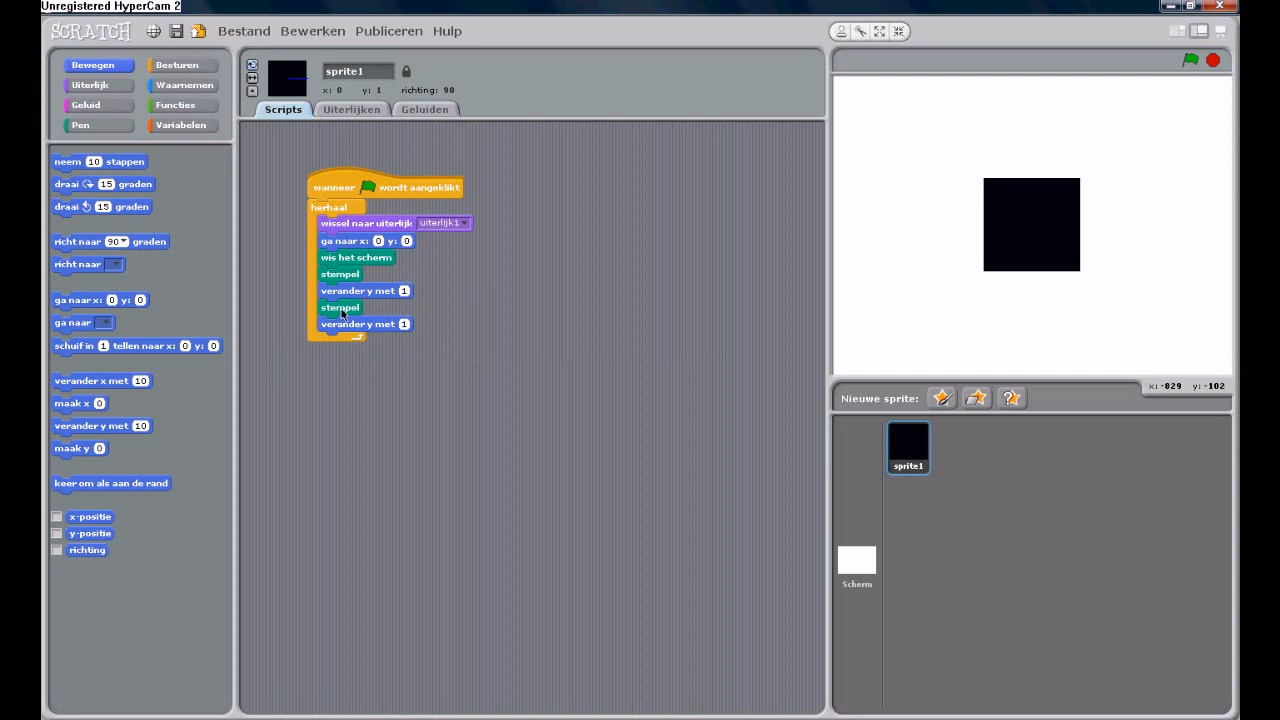 Unregistered HyperCam 2
SCRATCH Bestand Bewerken Publiceren Hulp
Bewegen Besturen
Uiterlijk Waarnemen
Geluid Functies
Pen Variabelen
sprite1
x: 0 y: 1 richting: 90
Scripts Uiterlijken Geluiden
neem 10 stappen
draai 15 graden
draai 15 graden
richt naar 90 graden
richt naar
ga naar x: 0 y: 0
ga naar
schuif in 1 tellen naar x: 0 y: 0
verander x met 10
maak x 0
verander y met 10
maak y 0
keer om als aan de rand
x-positie
y-positie
richting
wanneer wordt aangeklikt
herhaal
wissel naar uiterlijk uiterlijk1
ga naar x: 0 y: 0
wis het scherm
stempel
verander y met 1
stempel
verander y met 1
x: -829 y: -102
Nieuwe sprite:
sprite1
Scherm